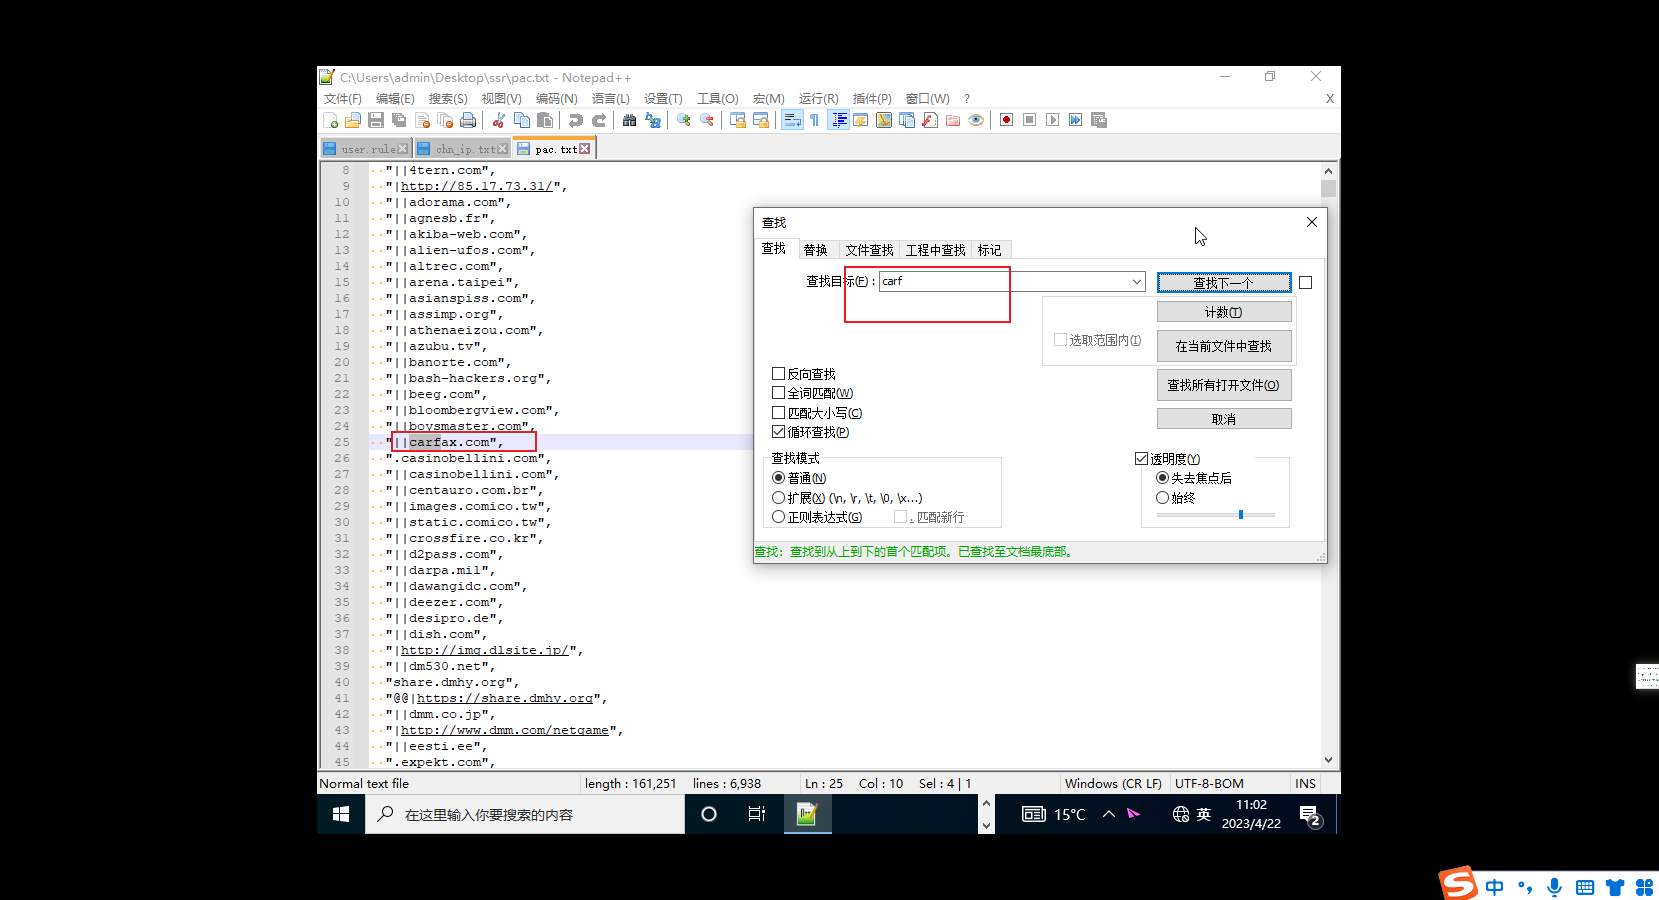 C:\Users\admin\Desktop\ssr\pac.txt - Notepad++
文件(F) 编辑(E) 搜索(S) 视图(V) 编码(N) 语言(L) 设置(T) 工具(O) 宏(M) 运行(R) 插件(P) 窗口(W) ? X
user.rule chn_ip.txt pac.txt
8 "||4tern.com",
9 "|http://85.17.73.31/",
10 "||adorama.com",
11 "||agnesb.fr",
12 "||akiba-web.com",
13 "||alien-ufos.com",
14 "||altrec.com",
15 "||arena.taipei",
16 "||asianspiss.com",
17 "||assimp.org",
18 "||athenaeizou.com",
19 "||azubu.tv",
20 "||banorte.com",
21 "||bash-hackers.org",
22 "||beeg.com",
23 "||bloombergview.com",
24 "||boysmaster.com",
25 "||carfax.com",
26 ".casinobellini.com",
27 "||casinobellini.com",
28 "||centauro.com.br",
29 "||images.comico.tw",
30 "||static.comico.tw",
31 "||crossfire.co.kr",
32 "||d2pass.com",
33 "||darpa.mil",
34 "||dawangidc.com",
35 "||deezer.com",
36 "||desipro.de",
37 "||dish.com",
38 "|http://img.dlsite.jp/",
39 "||dm530.net",
40 "share.dmhy.org",
41 "@@|https://share.dmhy.org",
42 "||dmm.co.jp",
43 "|http://www.dmm.com/netgame",
44 "||eesti.ee",
45 ".expekt.com",
查找
查找 替换 文件查找 工程中查找 标记
查找目标(F) : carf 查找下一个
计数(T)
选取范围内(I) 在当前文件中查找
反向查找 查找所有打开文件(O)
全词匹配(W)
匹配大小写(C) 取消
循环查找(P)
查找模式 透明度(Y)
普通(N) 失去焦点后
扩展(X) (\n, \r, \t, \0, \x...) 始终
正则表达式(G) . 匹配新行
查找: 查找到从上到下的首个匹配项。已查找至文档最底部。
Normal text file length : 161,251 lines : 6,938 Ln : 25 Col : 10 Sel : 4 | 1 Windows (CR LF) UTF-8-BOM INS
在这里输入你要搜索的内容 15°C 英 11:02
2023/4/22 2
S 中